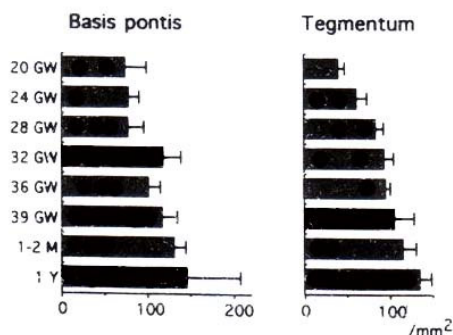 Basis pontis Tegmentum
20 GW
24 GW
28 GW
32 GW
36 GW
39 GW
1-2 M
1 Y
0 100 200 0 100
/mm²